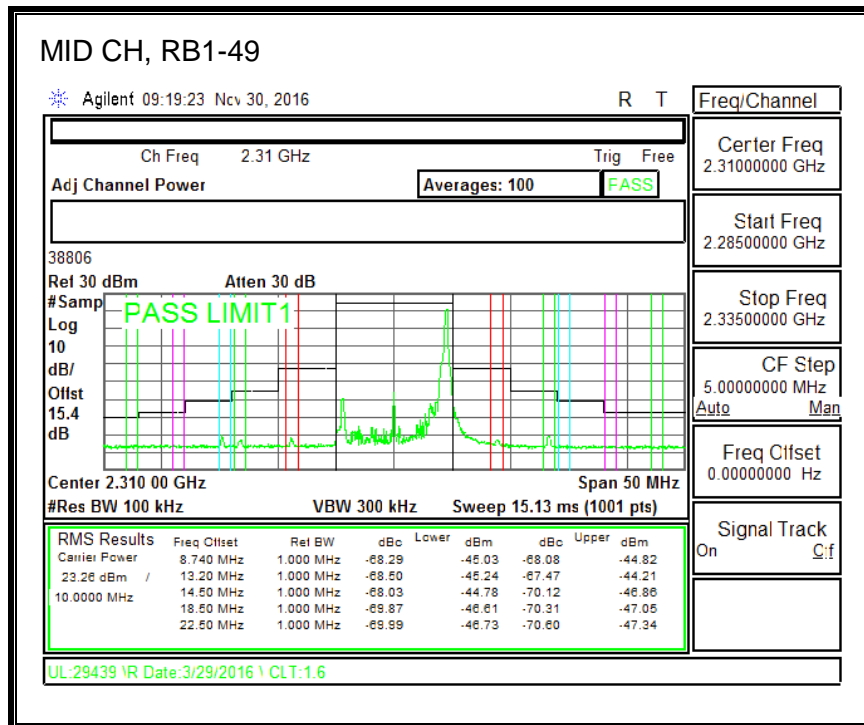 MID CH, RB1-49
Agilent 09:19:23 Nov 30, 2016 R T
Freq/Channel
Ch Freq 2.31 GHz Trig Free
Adj Channel Power Averages: 100 PASS
Center Freq
2.31000000 GHz
Start Freq
2.28500000 GHz
Stop Freq
2.33500000 GHz
CF Step
5.00000000 MHz
Auto Man
Freq Offset
0.00000000 Hz
Signal Track
On Off
38806
Ref 30 dBm Atten 30 dB
#Samp
Log
10
dB/
Offst
15.4
dB
PASS LIMIT1
Center 2.310 00 GHz Span 50 MHz
#Res BW 100 kHz VBW 300 kHz Sweep 15.13 ms (1001 pts)
RMS Results Freq Offset Ref BW dBc Lower dBm dBc Upper dBm
Carrier Power 8.740 MHz 1.000 MHz -68.29 -45.03 -68.08 -44.82
23.26 dBm / 13.20 MHz 1.000 MHz -68.50 -45.24 -67.47 -44.21
10.0000 MHz 14.50 MHz 1.000 MHz -68.03 -44.78 -70.12 -46.86
18.50 MHz 1.000 MHz -69.87 -46.61 -70.31 -47.05
22.50 MHz 1.000 MHz -69.99 -46.73 -70.60 -47.34
UL:29439 \R Date:3/29/2016 \ CLT:1.6